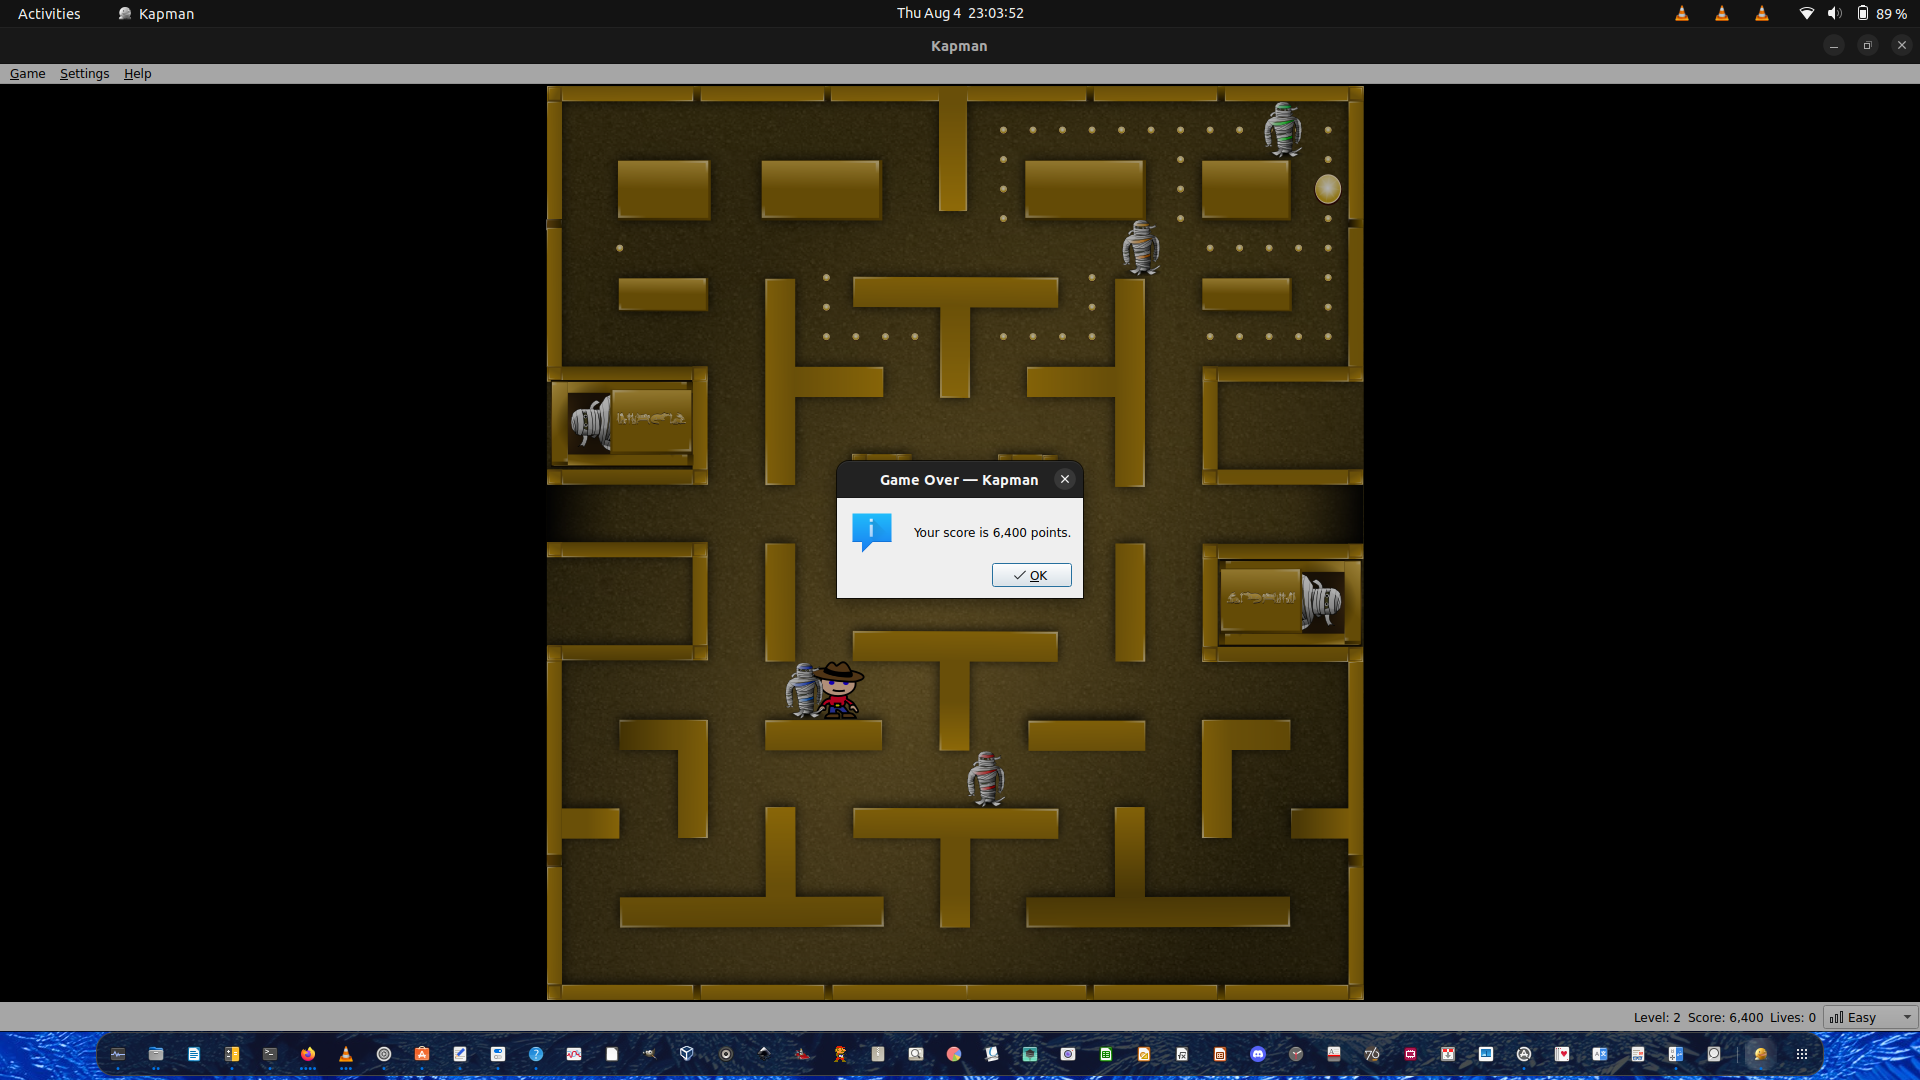 Activities
Kapman
Thu Aug 4 23:03:52
89 %
Kapman
Game Settings Help
Game Over — Kapman
Your score is 6,400 points.
OK
Level: 2 Score: 6,400 Lives: 0
Easy